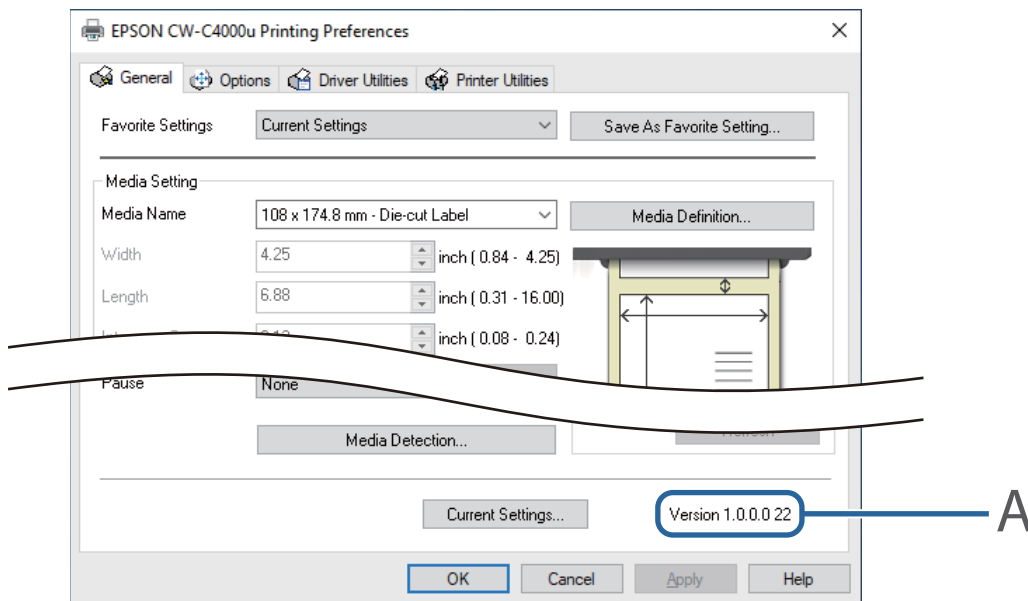 EPSON CW-C4000u Printing Preferences
General Options Driver Utilities Printer Utilities
Favorite Settings Current Settings Save As Favorite Setting...
Media Setting
Media Name 108 x 174.8 mm - Die-cut Label Media Definition...
Width 4.25 inch ( 0.84 - 4.25)
Length 6.88 inch ( 0.31 - 16.00)
inch ( 0.08 - 0.24)
Pause None
Media Detection...
Current Settings... Version 1.0.0.0 22 A
OK Cancel Apply Help